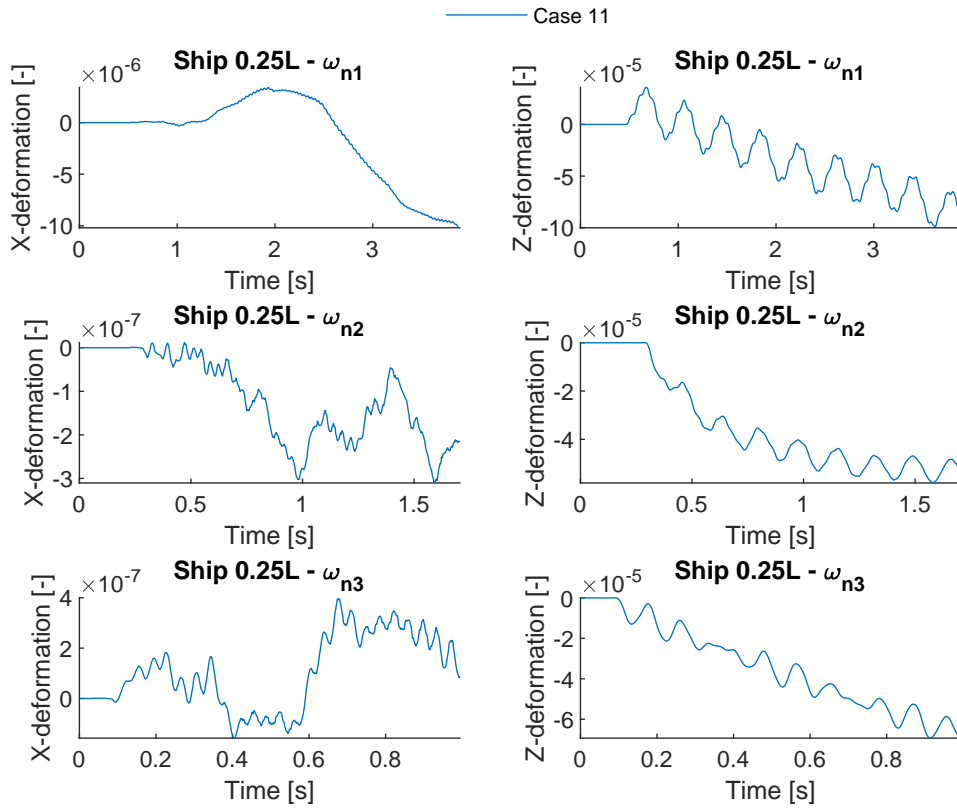 Case 11
Ship 0.25L - ωn1
×10-6
X-deformation [-]
0
-5
-10
0 1 2 3
Time [s]
Ship 0.25L - ωn1
×10-5
Z-deformation [-]
0
-5
-10
0 1 2 3
Time [s]
Ship 0.25L - ωn2
×10-7
X-deformation [-]
0
-1
-2
-3
0 0.5 1 1.5
Time [s]
Ship 0.25L - ωn2
×10-5
Z-deformation [-]
0
-2
-4
0 0.5 1 1.5
Time [s]
Ship 0.25L - ωn3
×10-7
X-deformation [-]
4
2
0
0 0.2 0.4 0.6 0.8
Time [s]
Ship 0.25L - ωn3
×10-5
Z-deformation [-]
0
-2
-4
-6
0 0.2 0.4 0.6 0.8
Time [s]